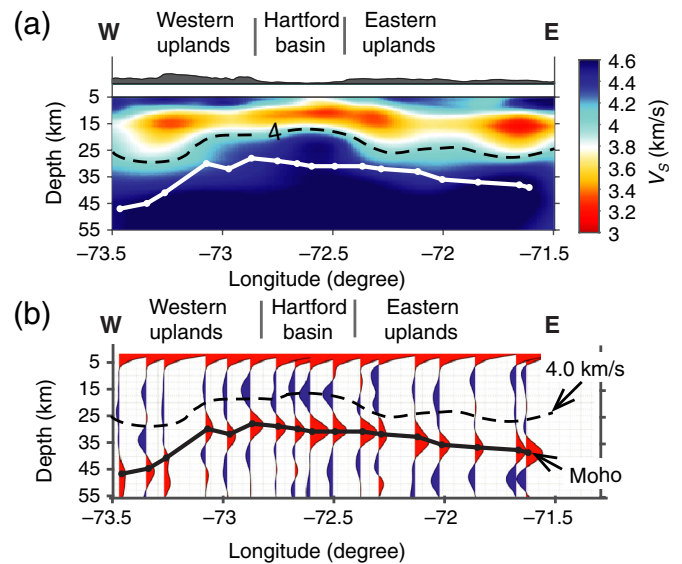 (a)
Western uplands
Hartford basin
Eastern uplands
W
E
5
15
25
35
45
55
Depth (km)
4
4.6
4.4
4.2
4
3.8
3.6
3.4
3.2
3
V_S (km/s)
−73.5
−73
−72.5
−72
−71.5
Longitude (degree)
(b)
Western uplands
Hartford basin
Eastern uplands
W
E
4.0 km/s
5
15
25
35
45
55
Depth (km)
Moho
−73.5
−73
−72.5
−72
−71.5
Longitude (degree)